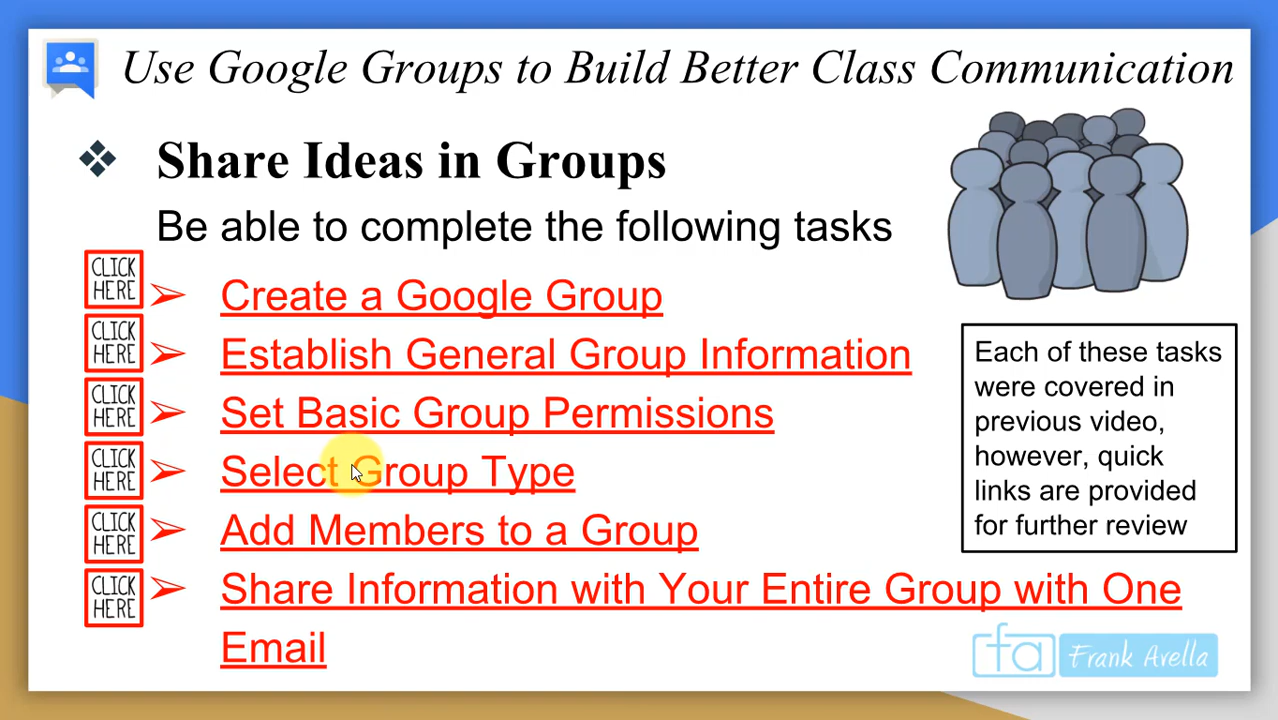 Use Google Groups to Build Better Class Communication
Share Ideas in Groups
Be able to complete the following tasks
CLICK
HERE
Create a Google Group
CLICK
HERE
Establish General Group Information
CLICK
HERE
Set Basic Group Permissions
CLICK
HERE
Select Group Type
CLICK
HERE
Add Members to a Group
CLICK
HERE
Share Information with Your Entire Group with One
Email
Each of these tasks
were covered in
previous video,
however, quick
links are provided
for further review
fa Frank Avella